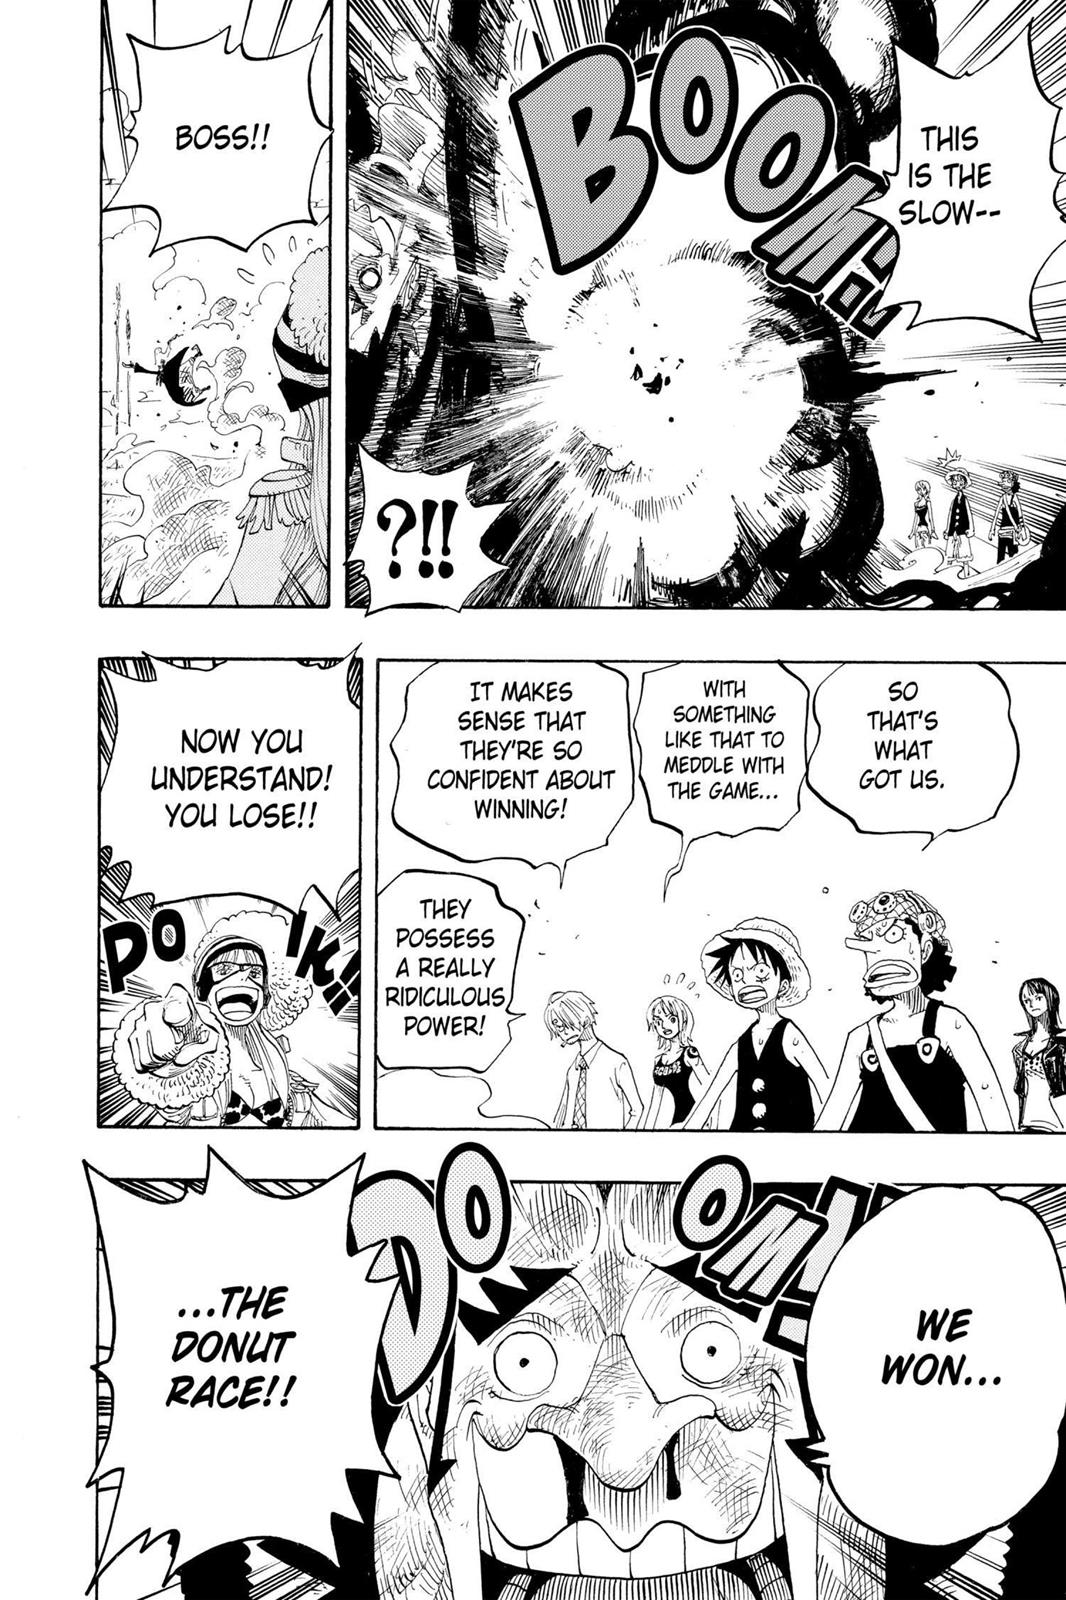 THIS
IS THE
SLOW--
BOOM!!
?!!
BOSS!!
SO
THAT'S
WHAT
GOT US.
WITH
SOMETHING
LIKE THAT TO
MEDDLE WITH
THE GAME...
IT MAKES
SENSE THAT
THEY'RE SO
CONFIDENT ABOUT
WINNING!
THEY
POSSESS
A REALLY
RIDICULOUS
POWER!
NOW YOU
UNDERSTAND!
YOU LOSE!!
POIK!!
WE
WON...
DOOM!!
...THE
DONUT
RACE!!